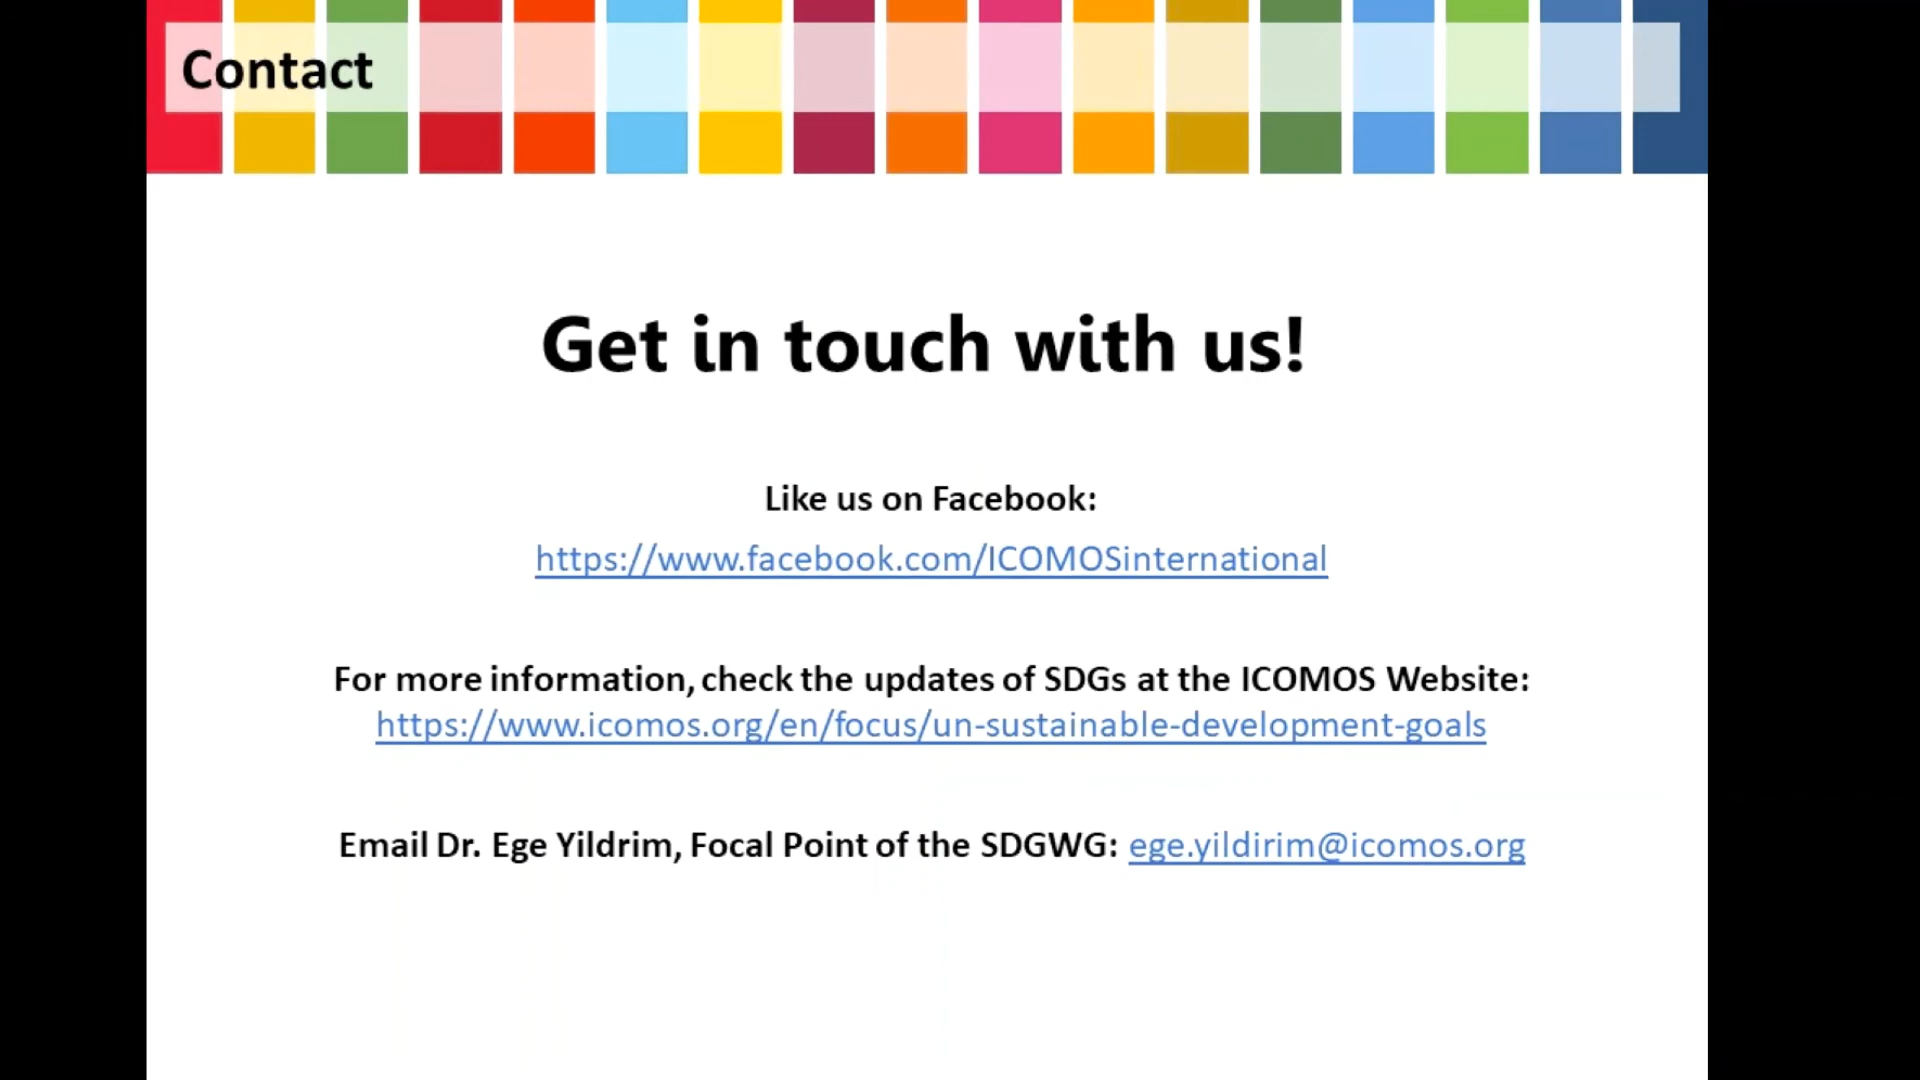 Contact
Get in touch with us!
Like us on Facebook:
https://www.facebook.com/ICOMOSinternational
For more information, check the updates of SDGs at the ICOMOS Website:
https://www.icomos.org/en/focus/un-sustainable-development-goals
Email Dr. Ege Yildrim, Focal Point of the SDGWG: ege.yildirim@icomos.org